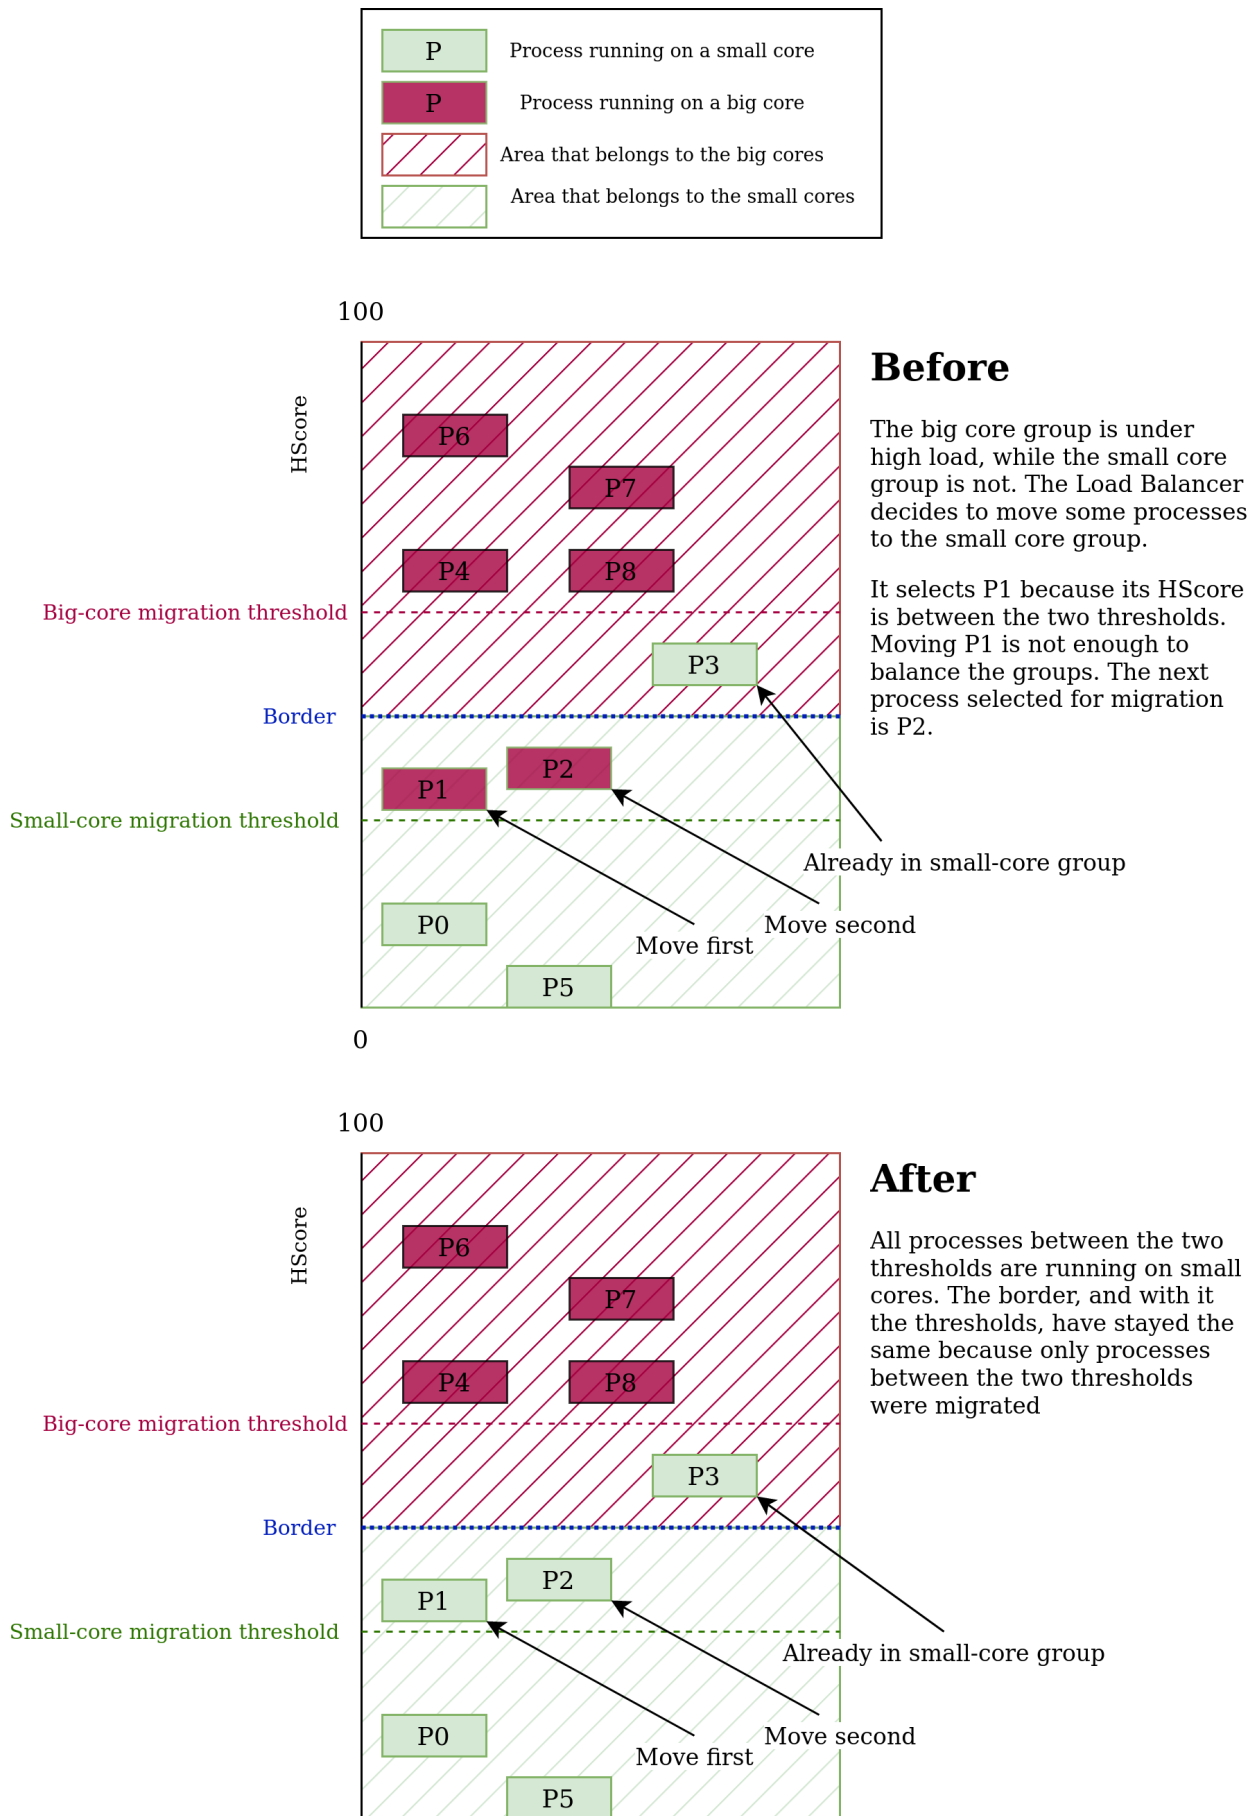 P
Process running on a small core
P
Process running on a big core
Area that belongs to the big cores
Area that belongs to the small cores
100
HScore
Before
The big core group is under
high load, while the small core
group is not. The Load Balancer
decides to move some processes
to the small core group.
It selects P1 because its HScore
is between the two thresholds.
Moving P1 is not enough to
balance the groups. The next
process selected for migration
is P2.
P6
P7
P4
P8
Big-core migration threshold
P3
Border
P2
P1
Small-core migration threshold
Already in small-core group
P0
Move second
Move first
P5
0
100
HScore
After
All processes between the two
thresholds are running on small
cores. The border, and with it
the thresholds, have stayed the
same because only processes
between the two thresholds
were migrated
P6
P7
P4
P8
Big-core migration threshold
P3
Border
P2
P1
Small-core migration threshold
Already in small-core group
P0
Move second
Move first
P5